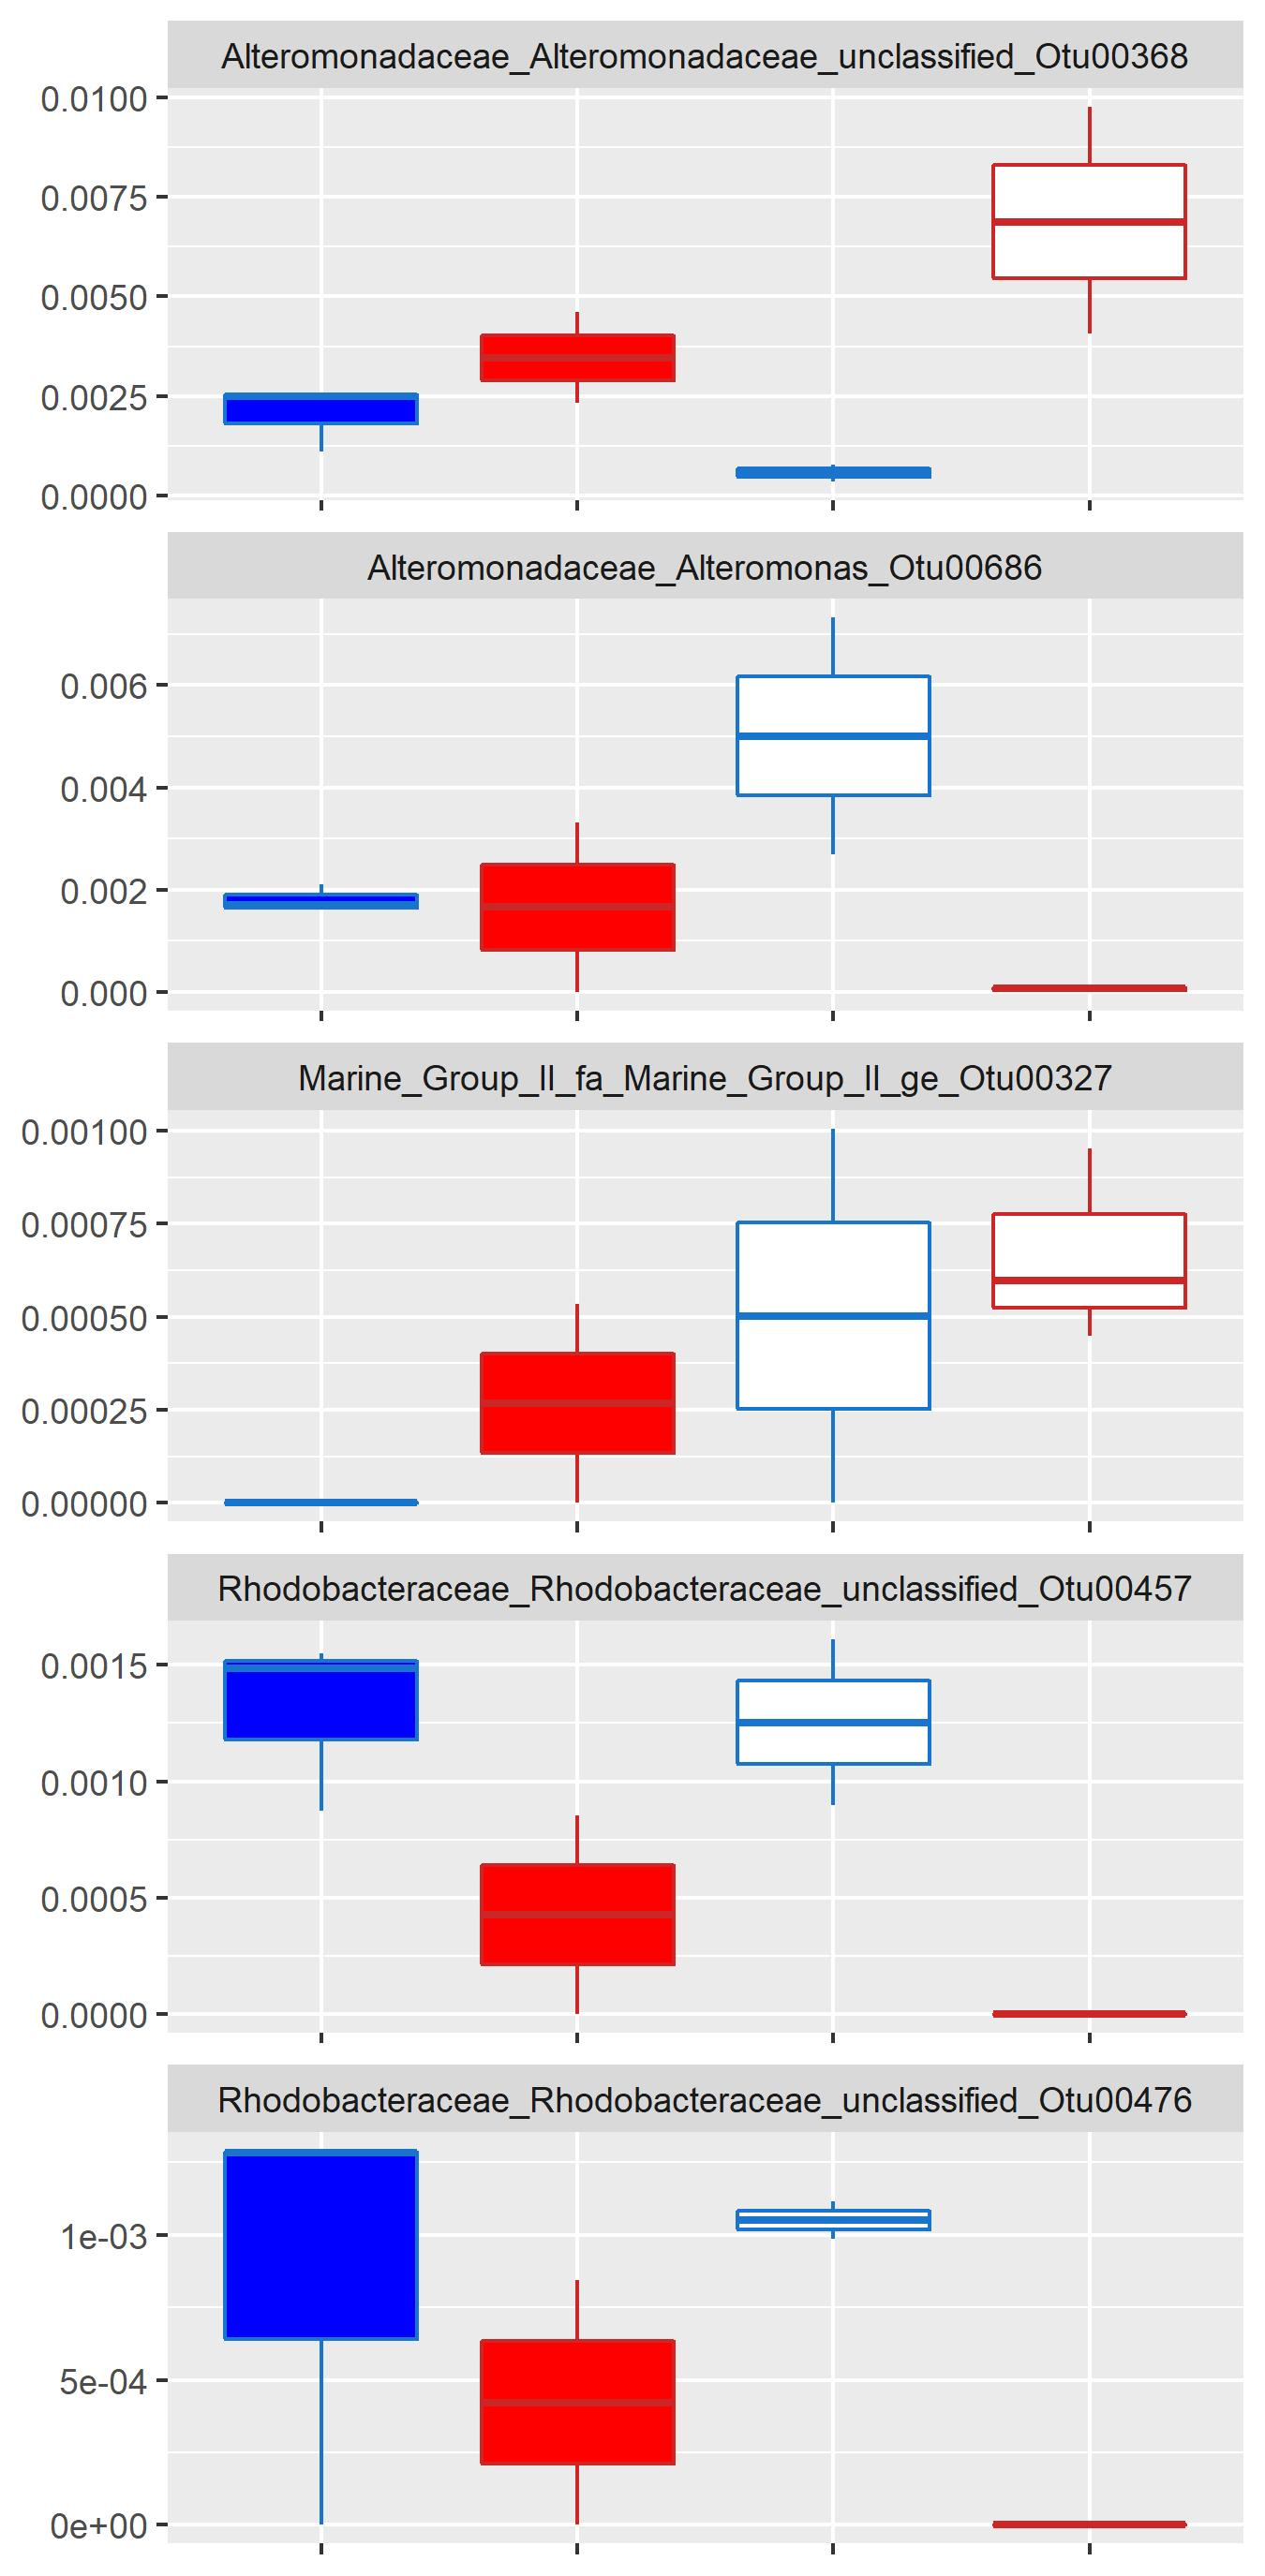 Alteromonadaceae_Alteromonadaceae_unclassified_Otu00368
0.0100
0.0075
0.0050
0.0025
0.0000
Alteromonadaceae_Alteromonas_Otu00686
0.006
0.004
0.002
0.000
Marine_Group_II_fa_Marine_Group_II_ge_Otu00327
0.00100
0.00075
0.00050
0.00025
0.00000
Rhodobacteraceae_Rhodobacteraceae_unclassified_Otu00457
0.0015
0.0010
0.0005
0.0000
Rhodobacteraceae_Rhodobacteraceae_unclassified_Otu00476
1e-03
5e-04
0e+00